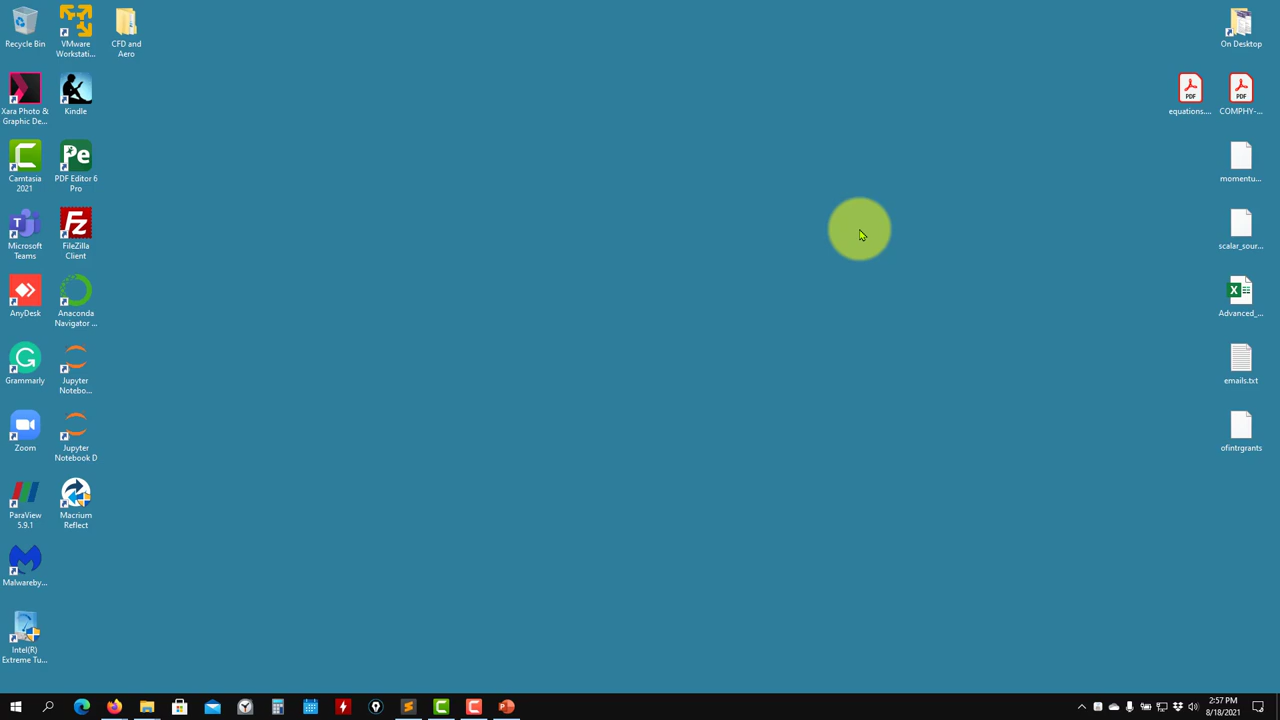 Recycle Bin
VMware
Workstati...
CFD and
Aero
On Desktop
Xara Photo &
Graphic De...
Kindle
PDF
equations....
PDF
COMPHY-...
Camtasia
2021
Pe
PDF Editor 6
Pro
momentu...
Microsoft
Teams
FileZilla
Client
scalar_sour...
AnyDesk
Anaconda
Navigator ...
Advanced_...
Grammarly
Jupyter
Notebo...
emails.txt
Zoom
Jupyter
Notebook D
ofintrgrants
ParaView
5.9.1
Macrium
Reflect
Malwareby...
Intel(R)
Extreme Tu...
2:57 PM
8/18/2021